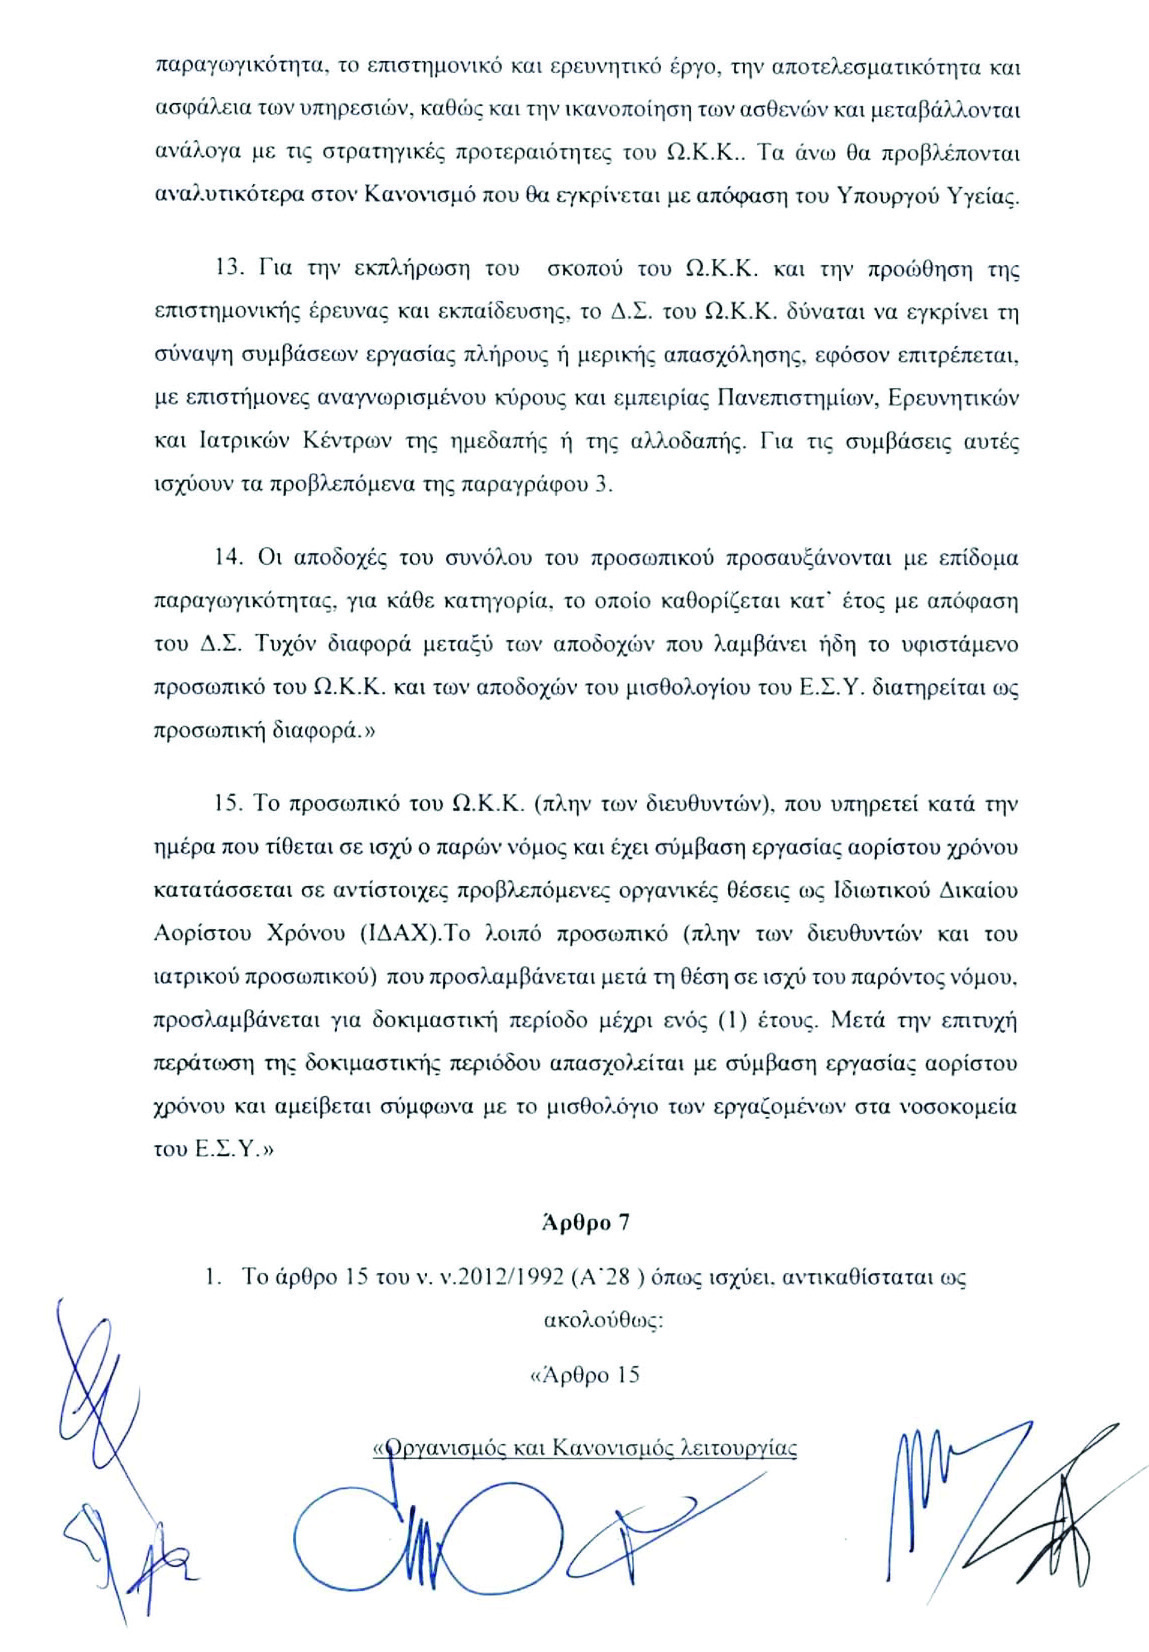 παραγωγικότητα, το επιστημονικό και ερευνητικό έργο, την αποτελεσματικότητα και
ασφάλεια των υπηρεσιών, καθώς και την ικανοποίηση των ασθενών και μεταβάλλονται
ανάλογα με τις στρατηγικές προτεραιότητες του Ω.Κ.Κ.. Τα άνω θα προβλέπονται
αναλυτικότερα στον Κανονισμό που θα εγκρίνεται με απόφαση του Υπουργού Υγείας.
13. Για την εκπλήρωση του σκοπού του Ω.Κ.Κ. και την προώθηση της
επιστημονικής έρευνας και εκπαίδευσης, το Δ.Σ. του Ω.Κ.Κ. δύναται να εγκρίνει τη
σύναψη συμβάσεων εργασίας πλήρους ή μερικής απασχόλησης, εφόσον επιτρέπεται,
με επιστήμονες αναγνωρισμένου κύρους και εμπειρίας Πανεπιστημίων, Ερευνητικών
και Ιατρικών Κέντρων της ημεδαπής ή της αλλοδαπής. Για τις συμβάσεις αυτές
ισχύουν τα προβλεπόμενα της παραγράφου 3.
14. Οι αποδοχές του συνόλου του προσωπικού προσαυξάνονται με επίδομα
παραγωγικότητας, για κάθε κατηγορία, το οποίο καθορίζεται κατ' έτος με απόφαση
του Δ.Σ. Τυχόν διαφορά μεταξύ των αποδοχών που λαμβάνει ήδη το υφιστάμενο
προσωπικό του Ω.Κ.Κ. και των αποδοχών του μισθολογίου του Ε.Σ.Υ. διατηρείται ως
προσωπική διαφορά.»
15. Το προσωπικό του Ω.Κ.Κ. (πλην των διευθυντών), που υπηρετεί κατά την
ημέρα που τίθεται σε ισχύ ο παρών νόμος και έχει σύμβαση εργασίας αορίστου χρόνου
κατατάσσεται σε αντίστοιχες προβλεπόμενες οργανικές θέσεις ως Ιδιωτικού Δικαίου
Αορίστου Χρόνου (ΙΔΑΧ).Το λοιπό προσωπικό (πλην των διευθυντών και του
ιατρικού προσωπικού) που προσλαμβάνεται μετά τη θέση σε ισχύ του παρόντος νόμου,
προσλαμβάνεται για δοκιμαστική περίοδο μέχρι ενός (1) έτους. Μετά την επιτυχή
περάτωση της δοκιμαστικής περιόδου απασχολείται με σύμβαση εργασίας αορίστου
χρόνου και αμείβεται σύμφωνα με το μισθολόγιο των εργαζομένων στα νοσοκομεία
του Ε.Σ.Υ.»
Άρθρο 7
1. Το άρθρο 15 του ν. ν.2012/1992 (Α΄28 ) όπως ισχύει, αντικαθίσταται ως
ακολούθως:
«Άρθρο 15
«Οργανισμός και Κανονισμός λειτουργίας